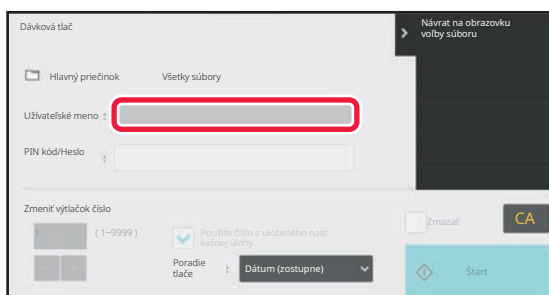 Dávková tlač
Návrat na obrazovku
voľby súboru
Hlavný priečinok
Všetky súbory
Užívateľské meno :
PIN kód/Heslo :
Zmeniť výtlačok číslo
1
(1~9999)
Použite číslo z uloženého nast.
každej úlohy.
Poradie
tlače :
Dátum (zostupne)
Zmazať
CA
Štart